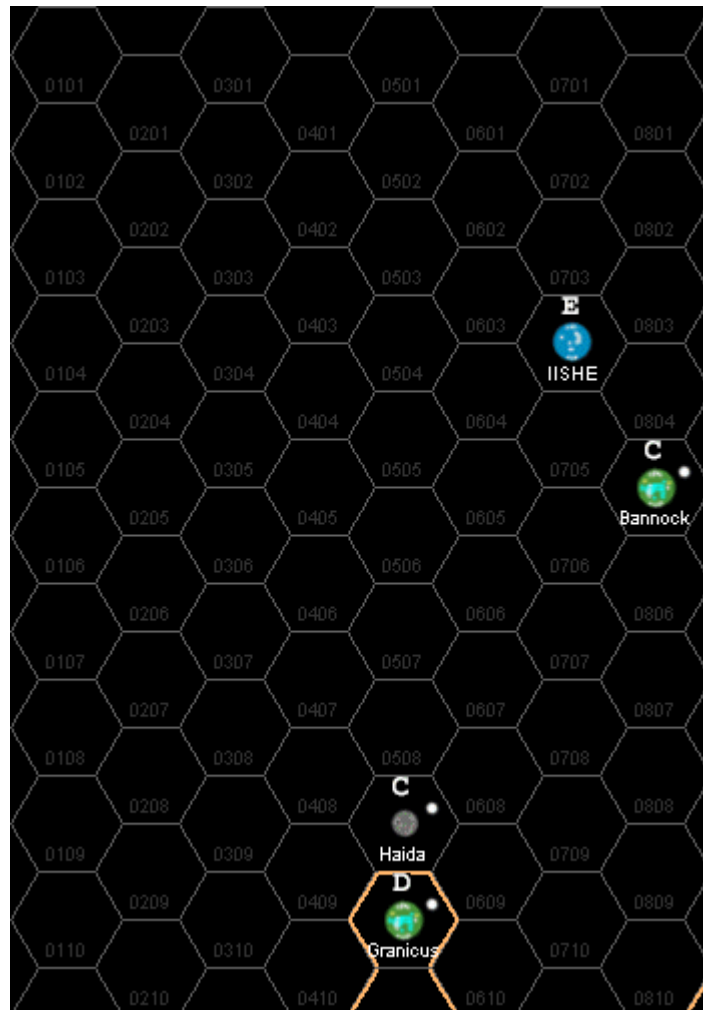 0101 0301 0501 0701
0201 0401 0601 0801
0102 0302 0502 0702
0202 0402 0602 0802
0103 0303 0503 0703
E
0203 0403 0603 0803
0104 0304 0504 IISHE
0204 0404 0604 0804
C
0105 0305 0505 0705
0205 0405 0605 Bannock
0106 0306 0506 0706
0206 0406 0606 0806
0107 0307 0507 0707
0207 0407 0607 0807
0108 0308 0508 0708
C
0208 0408 0608 0808
0109 0309 Haida 0709
D
0209 0409 0609 0809
0110 0310 Granicus 0710
0210 0410 0610 0810